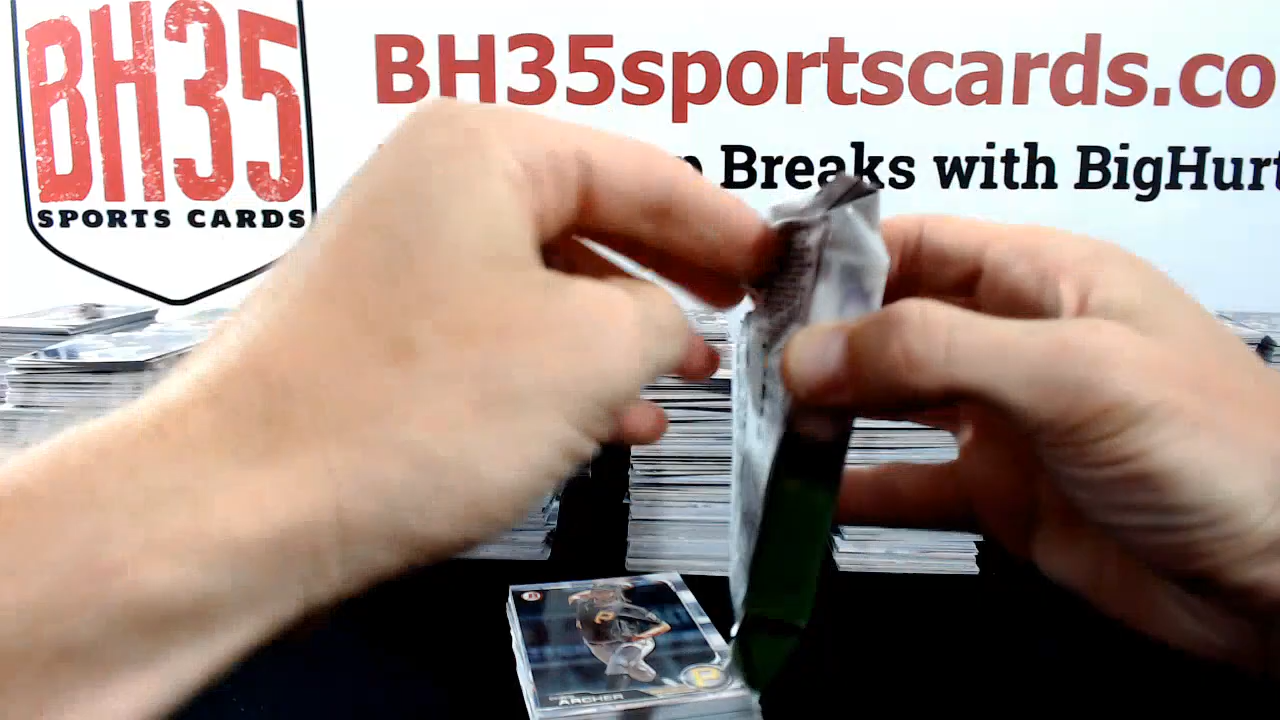 BH35
SPORTS CARDS
BH35sportscards.co
Breaks with BigHurt
ARCHER
P
B